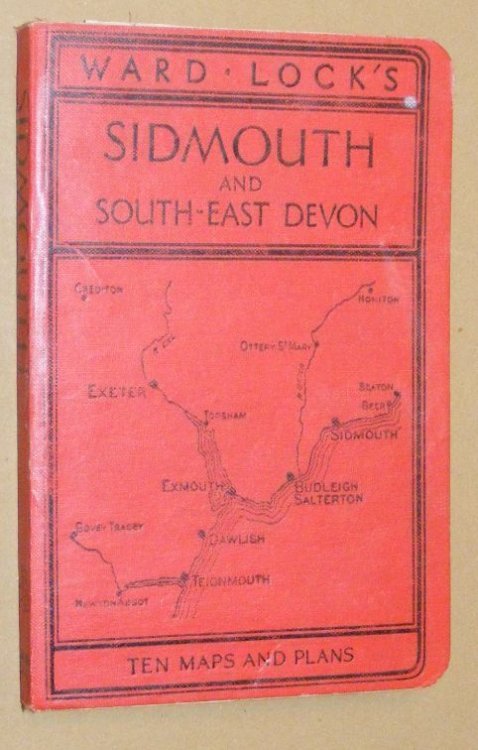 WARD · LOCK'S
SIDMOUTH
AND
SOUTH-EAST DEVON
CREDITON
HONITON
OTTERY ST MARY
EXETER
SEATON
BEER
TOPSHAM
SIDMOUTH
EXMOUTH
BUDLEIGH
SALTERTON
BOVEY TRACEY
DAWLISH
TEIGNMOUTH
NEWTON ABBOT
TEN MAPS AND PLANS
SIDMOUTH